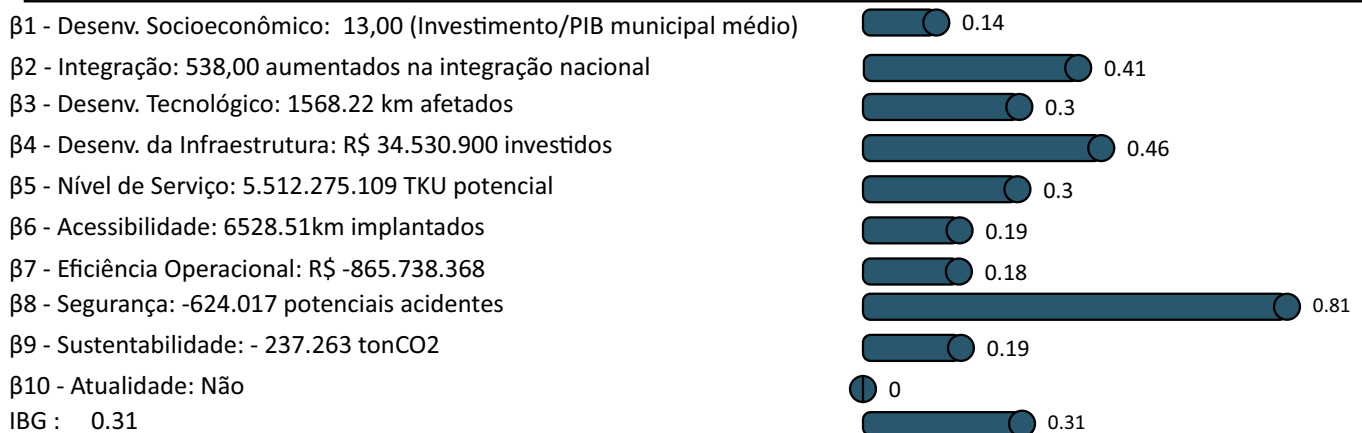 β1 - Desenv. Socioeconômico:  13,00 (Investimento/PIB municipal médio) 0.14
β2 - Integração: 538,00 aumentados na integração nacional 0.41
β3 - Desenv. Tecnológico: 1568.22 km afetados 0.3
β4 - Desenv. da Infraestrutura: R$ 34.530.900 investidos 0.46
β5 - Nível de Serviço: 5.512.275.109 TKU potencial 0.3
β6 - Acessibilidade: 6528.51km implantados 0.19
β7 - Eficiência Operacional: R$ -865.738.368 0.18
β8 - Segurança: -624.017 potenciais acidentes 0.81
β9 - Sustentabilidade: - 237.263 tonCO2 0.19
β10 - Atualidade: Não 0
IBG :   0.31 0.31